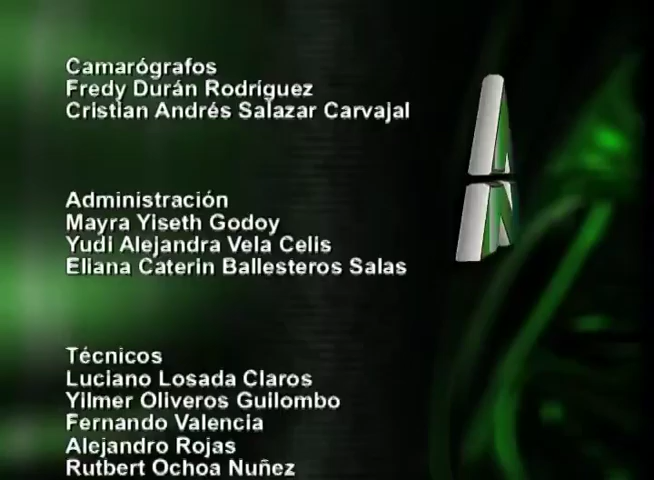 Camarógrafos
Fredy Durán Rodríguez
Cristian Andrés Salazar Carvajal
Administración
Mayra Yiseth Godoy
Yudi Alejandra Vela Celis
Eliana Caterin Ballesteros Salas
Técnicos
Luciano Losada Claros
Yilmer Oliveros Guilombo
Fernando Valencia
Alejandro Rojas
Rutbert Ochoa Nuñez